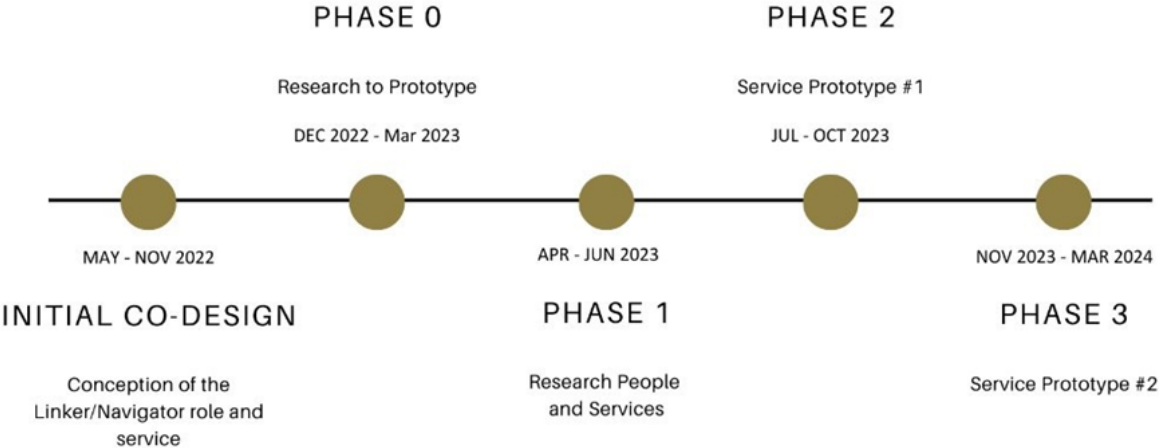 PHASE 0
PHASE 2
Research to Prototype
Service Prototype #1
DEC 2022 - Mar 2023
JUL - OCT 2023
MAY - NOV 2022
APR - JUN 2023
NOV 2023 - MAR 2024
INITIAL CO-DESIGN
PHASE 1
PHASE 3
Conception of the
Linker/Navigator role and
service
Research People
and Services
Service Prototype #2